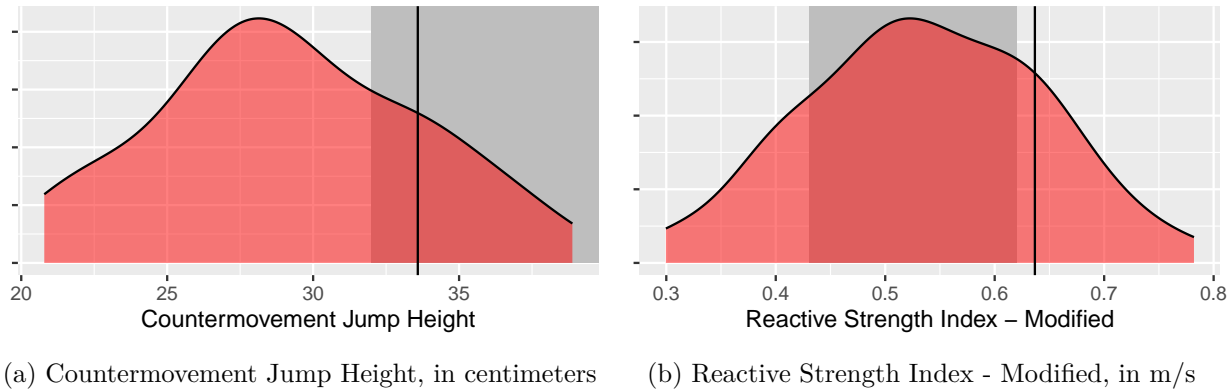 20 25 30 35
Countermovement Jump Height
0.3 0.4 0.5 0.6 0.7 0.8
Reactive Strength Index – Modified
(a) Countermovement Jump Height, in centimeters
(b) Reactive Strength Index - Modified, in m/s